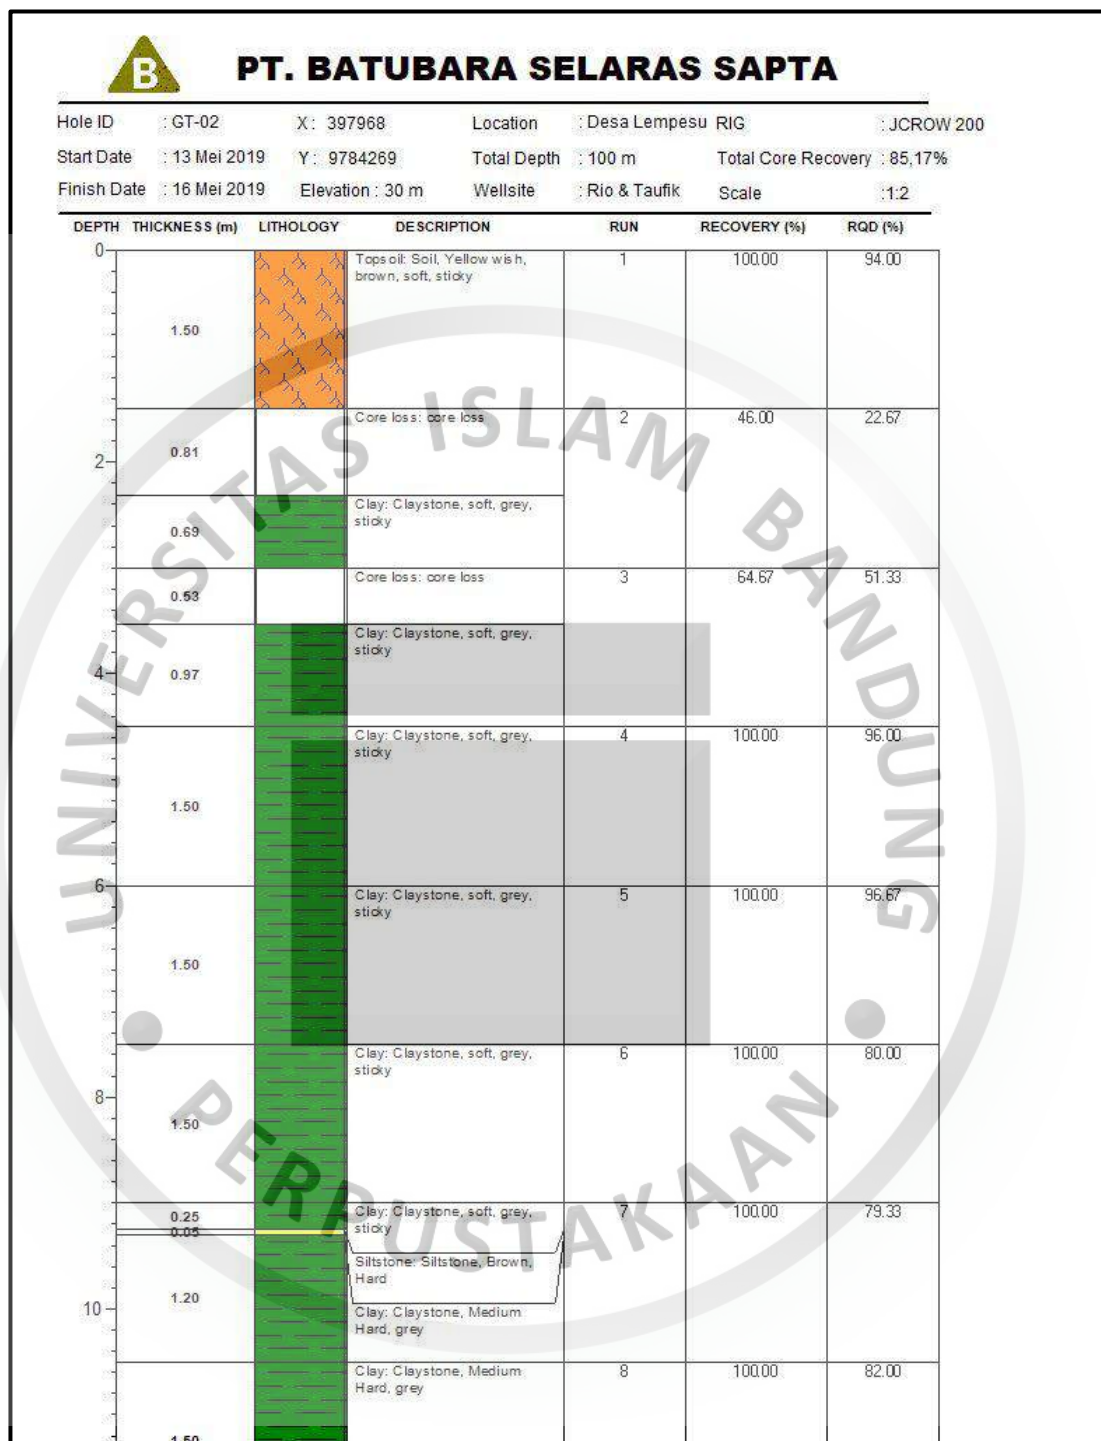 B
PT. BATUBARA SELARAS SAPTA
Hole ID : GT-02 X : 397968 Location : Desa Lempesu RIG : JCROW 200
Start Date : 13 Mei 2019 Y : 9784269 Total Depth : 100 m Total Core Recovery : 85,17%
Finish Date : 16 Mei 2019 Elevation : 30 m Wellsite : Rio & Taufik Scale :1:2
DEPTH THICKNESS (m) LITHOLOGY DESCRIPTION RUN RECOVERY (%) RQD (%)
0
Topsoil: Soil, Yellow wish, 1 100.00 94.00
brown, soft, sticky
1.50
Core loss: core loss 2 46.00 22.67
0.81
2
Clay: Claystone, soft, grey,
sticky
0.69
Core loss: core loss 3 64.67 51.33
0.53
Clay: Claystone, soft, grey,
sticky
4 0.97
Clay: Claystone, soft, grey, 4 100.00 96.00
sticky
1.50
6
Clay: Claystone, soft, grey, 5 100.00 96.67
sticky
1.50
Clay: Claystone, soft, grey, 6 100.00 80.00
sticky
8
1.50
Clay: Claystone, soft, grey, 7 100.00 79.33
0.25
sticky
0.05
Siltstone: Siltstone, Brown,
Hard
1.20
10
Clay: Claystone, Medium
Hard, grey
Clay: Claystone, Medium 8 100.00 82.00
Hard, grey
1.50
UNIVERSITAS ISLAM BANDUNG
PERPUSTAKAAN